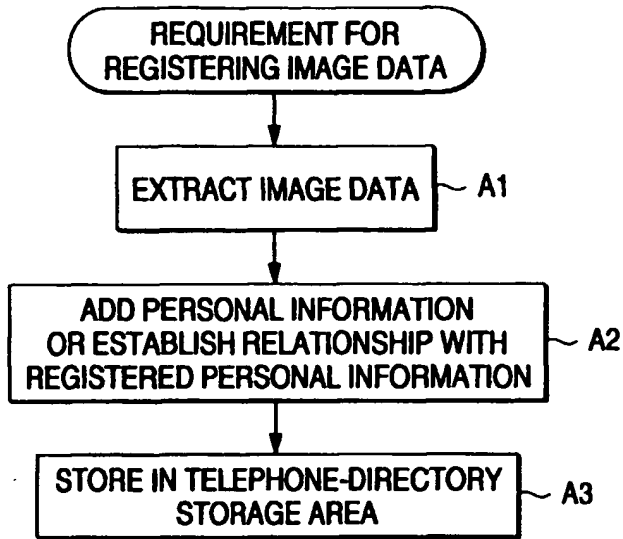 REQUIREMENT FOR
REGISTERING IMAGE DATA
EXTRACT IMAGE DATA
A1
ADD PERSONAL INFORMATION
OR ESTABLISH RELATIONSHIP WITH
REGISTERED PERSONAL INFORMATION
A2
STORE IN TELEPHONE-DIRECTORY
STORAGE AREA
A3